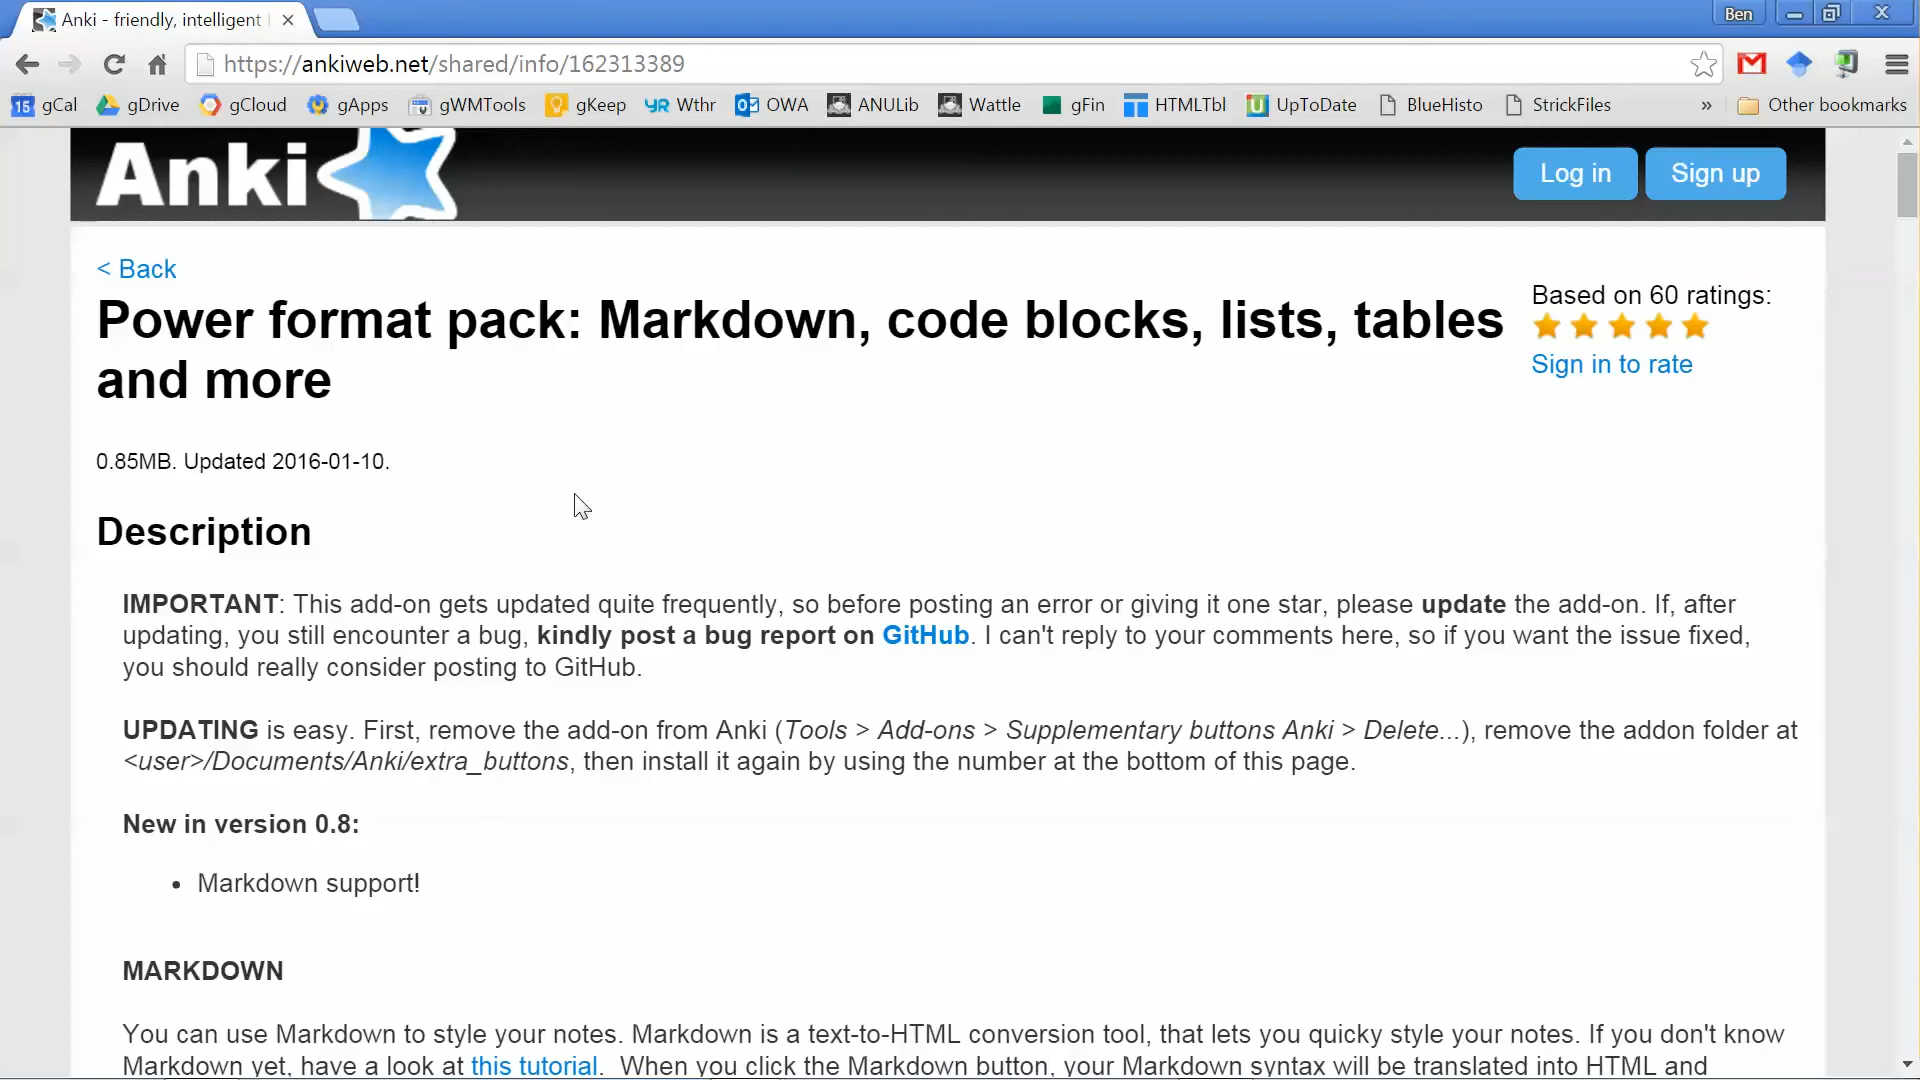 Anki - friendly, intelligent
Ben
https://ankiweb.net/shared/info/162313389
15 gCal gDrive gCloud gApps gWMTools gKeep YR Wthr OWA ANULib Wattle gFin HTMLTbl U UpToDate BlueHisto StrickFiles » Other bookmarks
Anki
Log in Sign up
< Back
Power format pack: Markdown, code blocks, lists, tables
and more
Based on 60 ratings:
Sign in to rate
0.85MB. Updated 2016-01-10.
Description
IMPORTANT: This add-on gets updated quite frequently, so before posting an error or giving it one star, please update the add-on. If, after
updating, you still encounter a bug, kindly post a bug report on GitHub. I can't reply to your comments here, so if you want the issue fixed,
you should really consider posting to GitHub.
UPDATING is easy. First, remove the add-on from Anki (Tools > Add-ons > Supplementary buttons Anki > Delete...), remove the addon folder at
<user>/Documents/Anki/extra_buttons, then install it again by using the number at the bottom of this page.
New in version 0.8:
• Markdown support!
MARKDOWN
You can use Markdown to style your notes. Markdown is a text-to-HTML conversion tool, that lets you quicky style your notes. If you don't know
Markdown yet, have a look at this tutorial. When you click the Markdown button, your Markdown syntax will be translated into HTML and